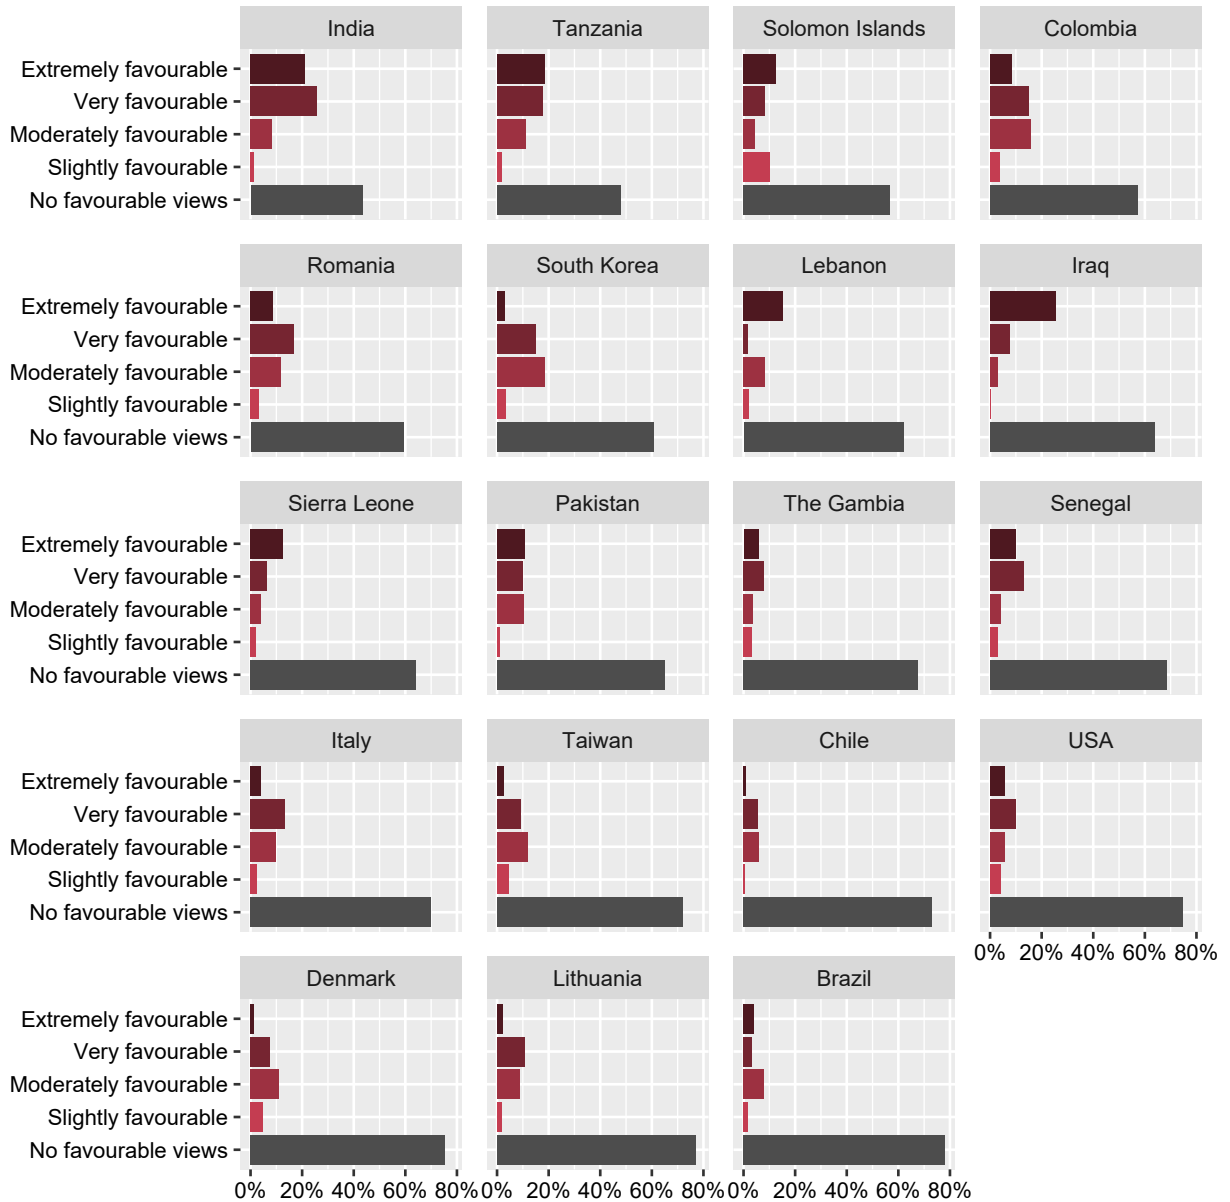 India Tanzania Solomon Islands Colombia
Extremely favourable
Very favourable
Moderately favourable
Slightly favourable
No favourable views
Romania South Korea Lebanon Iraq
Extremely favourable
Very favourable
Moderately favourable
Slightly favourable
No favourable views
Sierra Leone Pakistan The Gambia Senegal
Extremely favourable
Very favourable
Moderately favourable
Slightly favourable
No favourable views
Italy Taiwan Chile USA
Extremely favourable
Very favourable
Moderately favourable
Slightly favourable
No favourable views
0% 20% 40% 60% 80%
Denmark Lithuania Brazil
Extremely favourable
Very favourable
Moderately favourable
Slightly favourable
No favourable views
0% 20% 40% 60% 80% 0% 20% 40% 60% 80% 0% 20% 40% 60% 80%